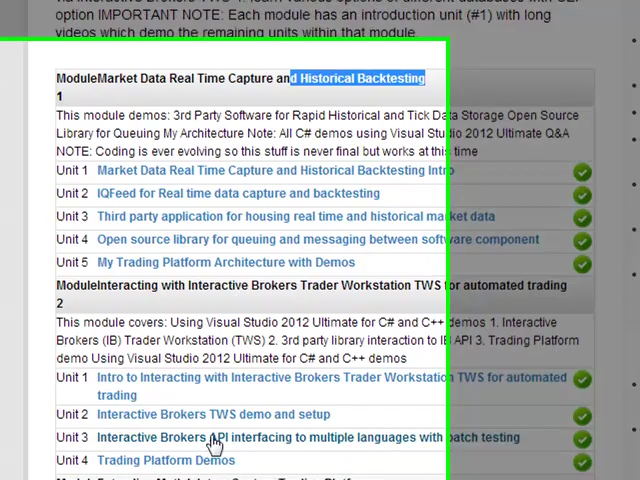 via Interactive Brokers TWS 1. learn various options of different databases with C/C++
option IMPORTANT NOTE: Each module has an introduction unit (#1) with long
videos which demo the remaining units within that module
ModuleMarket Data Real Time Capture and Historical Backtesting
1
This module demos: 3rd Party Software for Rapid Historical and Tick Data Storage Open Source
Library for Queuing My Architecture Note: All C# demos using Visual Studio 2012 Ultimate Q&A
NOTE: Coding is ever evolving so this stuff is never final but works at this time
Unit 1 Market Data Real Time Capture and Historical Backtesting Intro
Unit 2 IQFeed for Real time data capture and backtesting
Unit 3 Third party application for housing real time and historical market data
Unit 4 Open source library for queuing and messaging between software component
Unit 5 My Trading Platform Architecture with Demos
ModuleInteracting with Interactive Brokers Trader Workstation TWS for automated trading
2
This module covers: Using Visual Studio 2012 Ultimate for C# and C++ demos 1. Interactive
Brokers (IB) Trader Workstation (TWS) 2. 3rd party library interaction to IB API 3. Trading Platform
demo Using Visual Studio 2012 Ultimate for C# and C++ demos
Unit 1 Intro to Interacting with Interactive Brokers Trader Workstation TWS for automated
trading
Unit 2 Interactive Brokers TWS demo and setup
Unit 3 Interactive Brokers API interfacing to multiple languages with batch testing
Unit 4 Trading Platform Demos